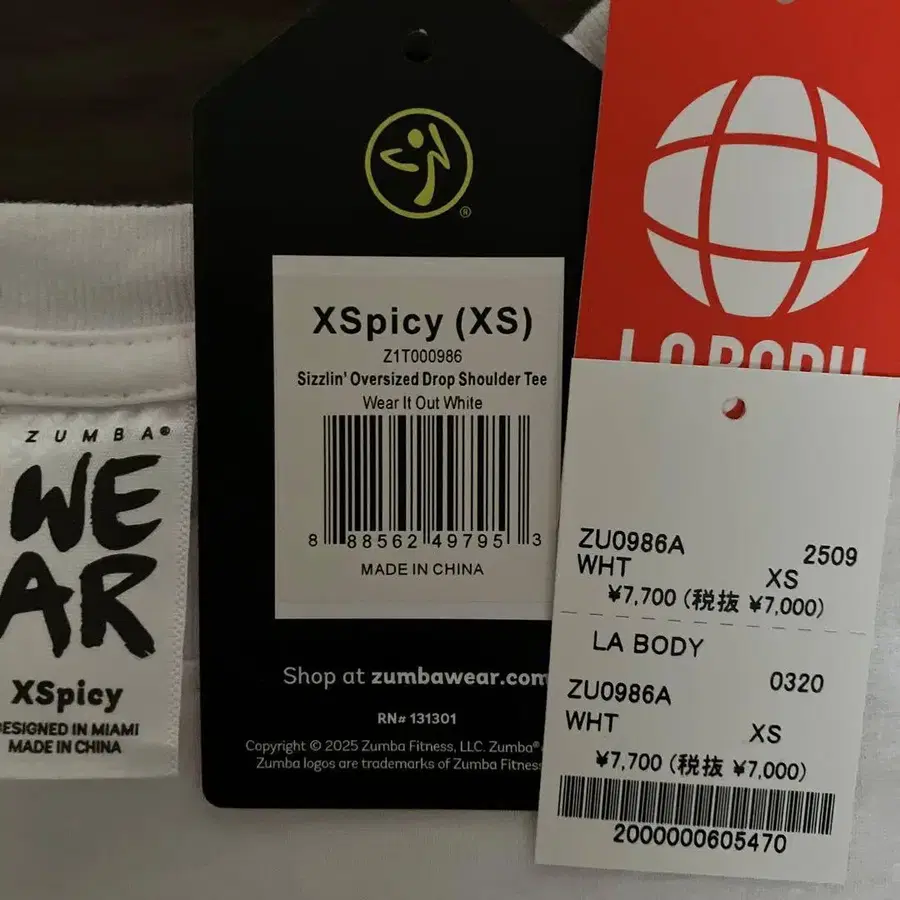 ZUMBA®
WE
AR
XSpicy
DESIGNED IN MIAMI
MADE IN CHINA
®
XSpicy (XS)
Z1T000986
Sizzlin' Oversized Drop Shoulder Tee
Wear It Out White
8 88562 49795 3
MADE IN CHINA
Shop at zumbawear.com
RN# 131301
Copyright © 2025 Zumba Fitness, LLC. Zumba®
Zumba logos are trademarks of Zumba Fitness
LA BODY
ZU0986A 2509
WHT XS
¥7,700 (税抜 ¥7,000)
LA BODY
0320
ZU0986A
WHT XS
¥7,700 (税抜 ¥7,000)
2000000605470